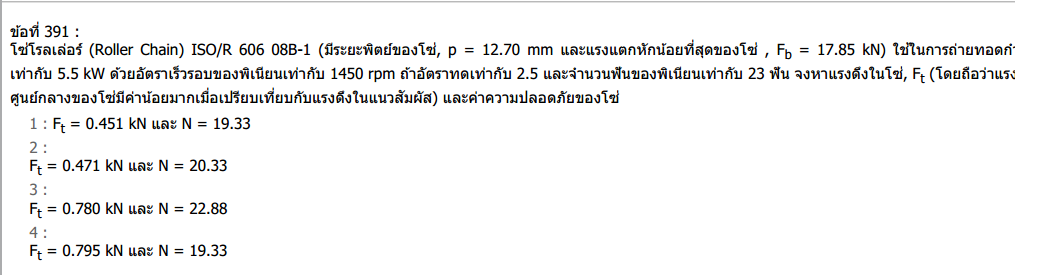 ข้อที่ 391 :
โซ่โรลเล่อร์ (Roller Chain) ISO/R 606 08B-1 (มีระยะพิตย์ของโซ่, p = 12.70 mm และแรงแตกหักน้อยที่สุดของโซ่ , Fb = 17.85 kN) ใช้ในการถ่ายทอดกำ
เท่ากับ 5.5 kW ด้วยอัตราเร็วรอบของพิเนียนเท่ากับ 1450 rpm ถ้าอัตราทดเท่ากับ 2.5 และจำนวนฟันของพิเนียนเท่ากับ 23 ฟัน จงหาแรงดึงในโซ่, Ft (โดยถือว่าแรง
ศูนย์กลางของโซ่มีค่าน้อยมากเมื่อเปรียบเทียบกับแรงดึงในแนวสัมผัส) และค่าความปลอดภัยของโซ่
1 : Ft = 0.451 kN และ N = 19.33
2 :
Ft = 0.471 kN และ N = 20.33
3 :
Ft = 0.780 kN และ N = 22.88
4 :
Ft = 0.795 kN และ N = 19.33